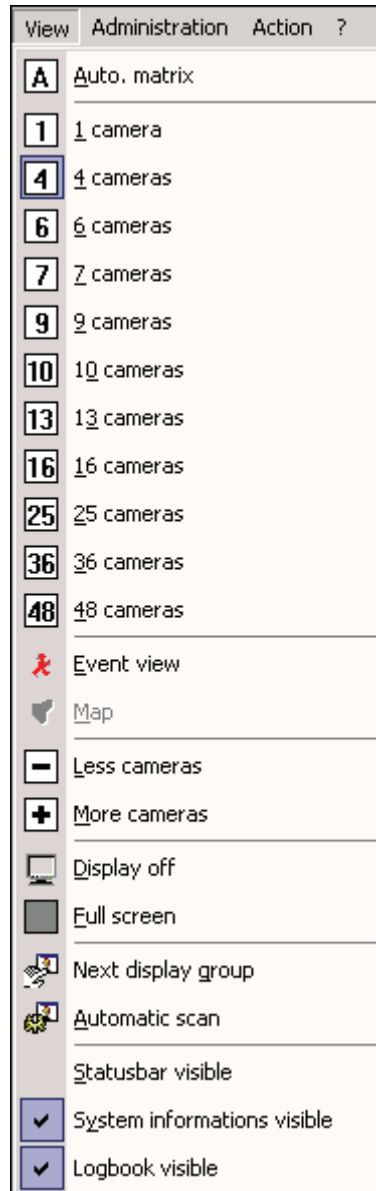 View Administration Action ?
A Auto. matrix
1 1 camera
4 4 cameras
6 6 cameras
7 7 cameras
9 9 cameras
10 10 cameras
13 13 cameras
16 16 cameras
25 25 cameras
36 36 cameras
48 48 cameras
Event view
Map
Less cameras
More cameras
Display off
Full screen
Next display group
Automatic scan
Statusbar visible
System informations visible
Logbook visible